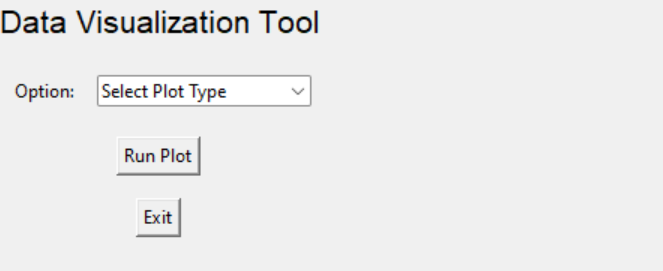 Data Visualization Tool
Option: Select Plot Type
Run Plot
Exit